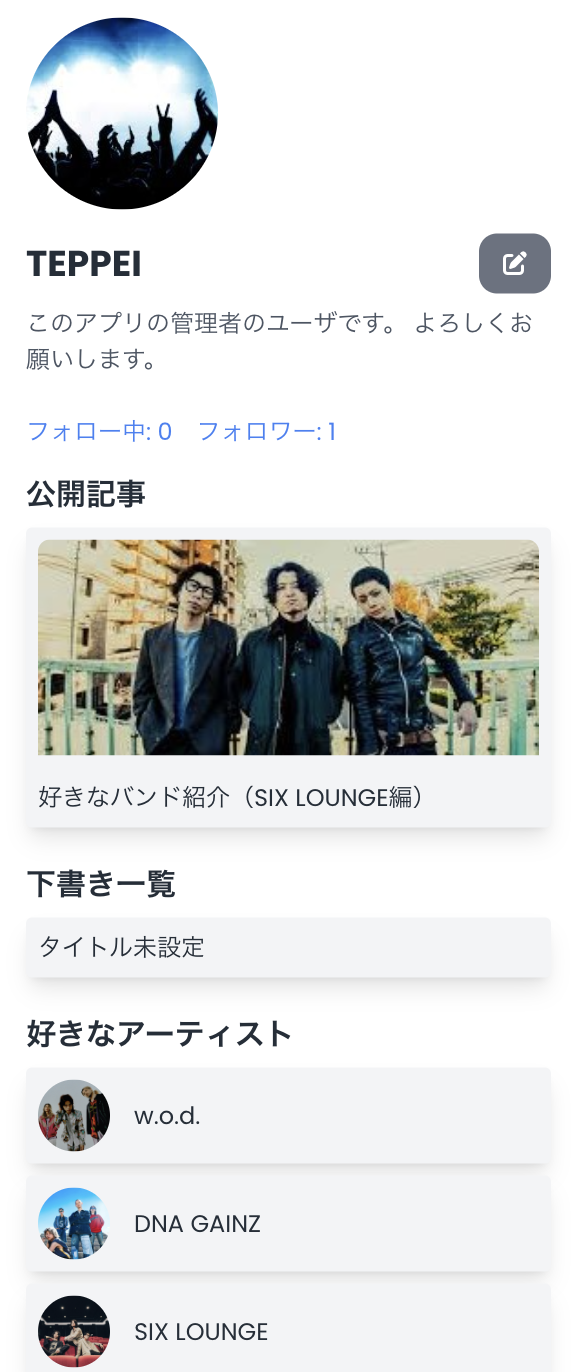 TEPPEI
このアプリの管理者のユーザです。 よろしくお
願いします。
フォロー中: 0 フォロワー: 1
公開記事
好きなバンド紹介（SIX LOUNGE編）
下書き一覧
タイトル未設定
好きなアーティスト
w.o.d.
DNA GAINZ
SIX LOUNGE